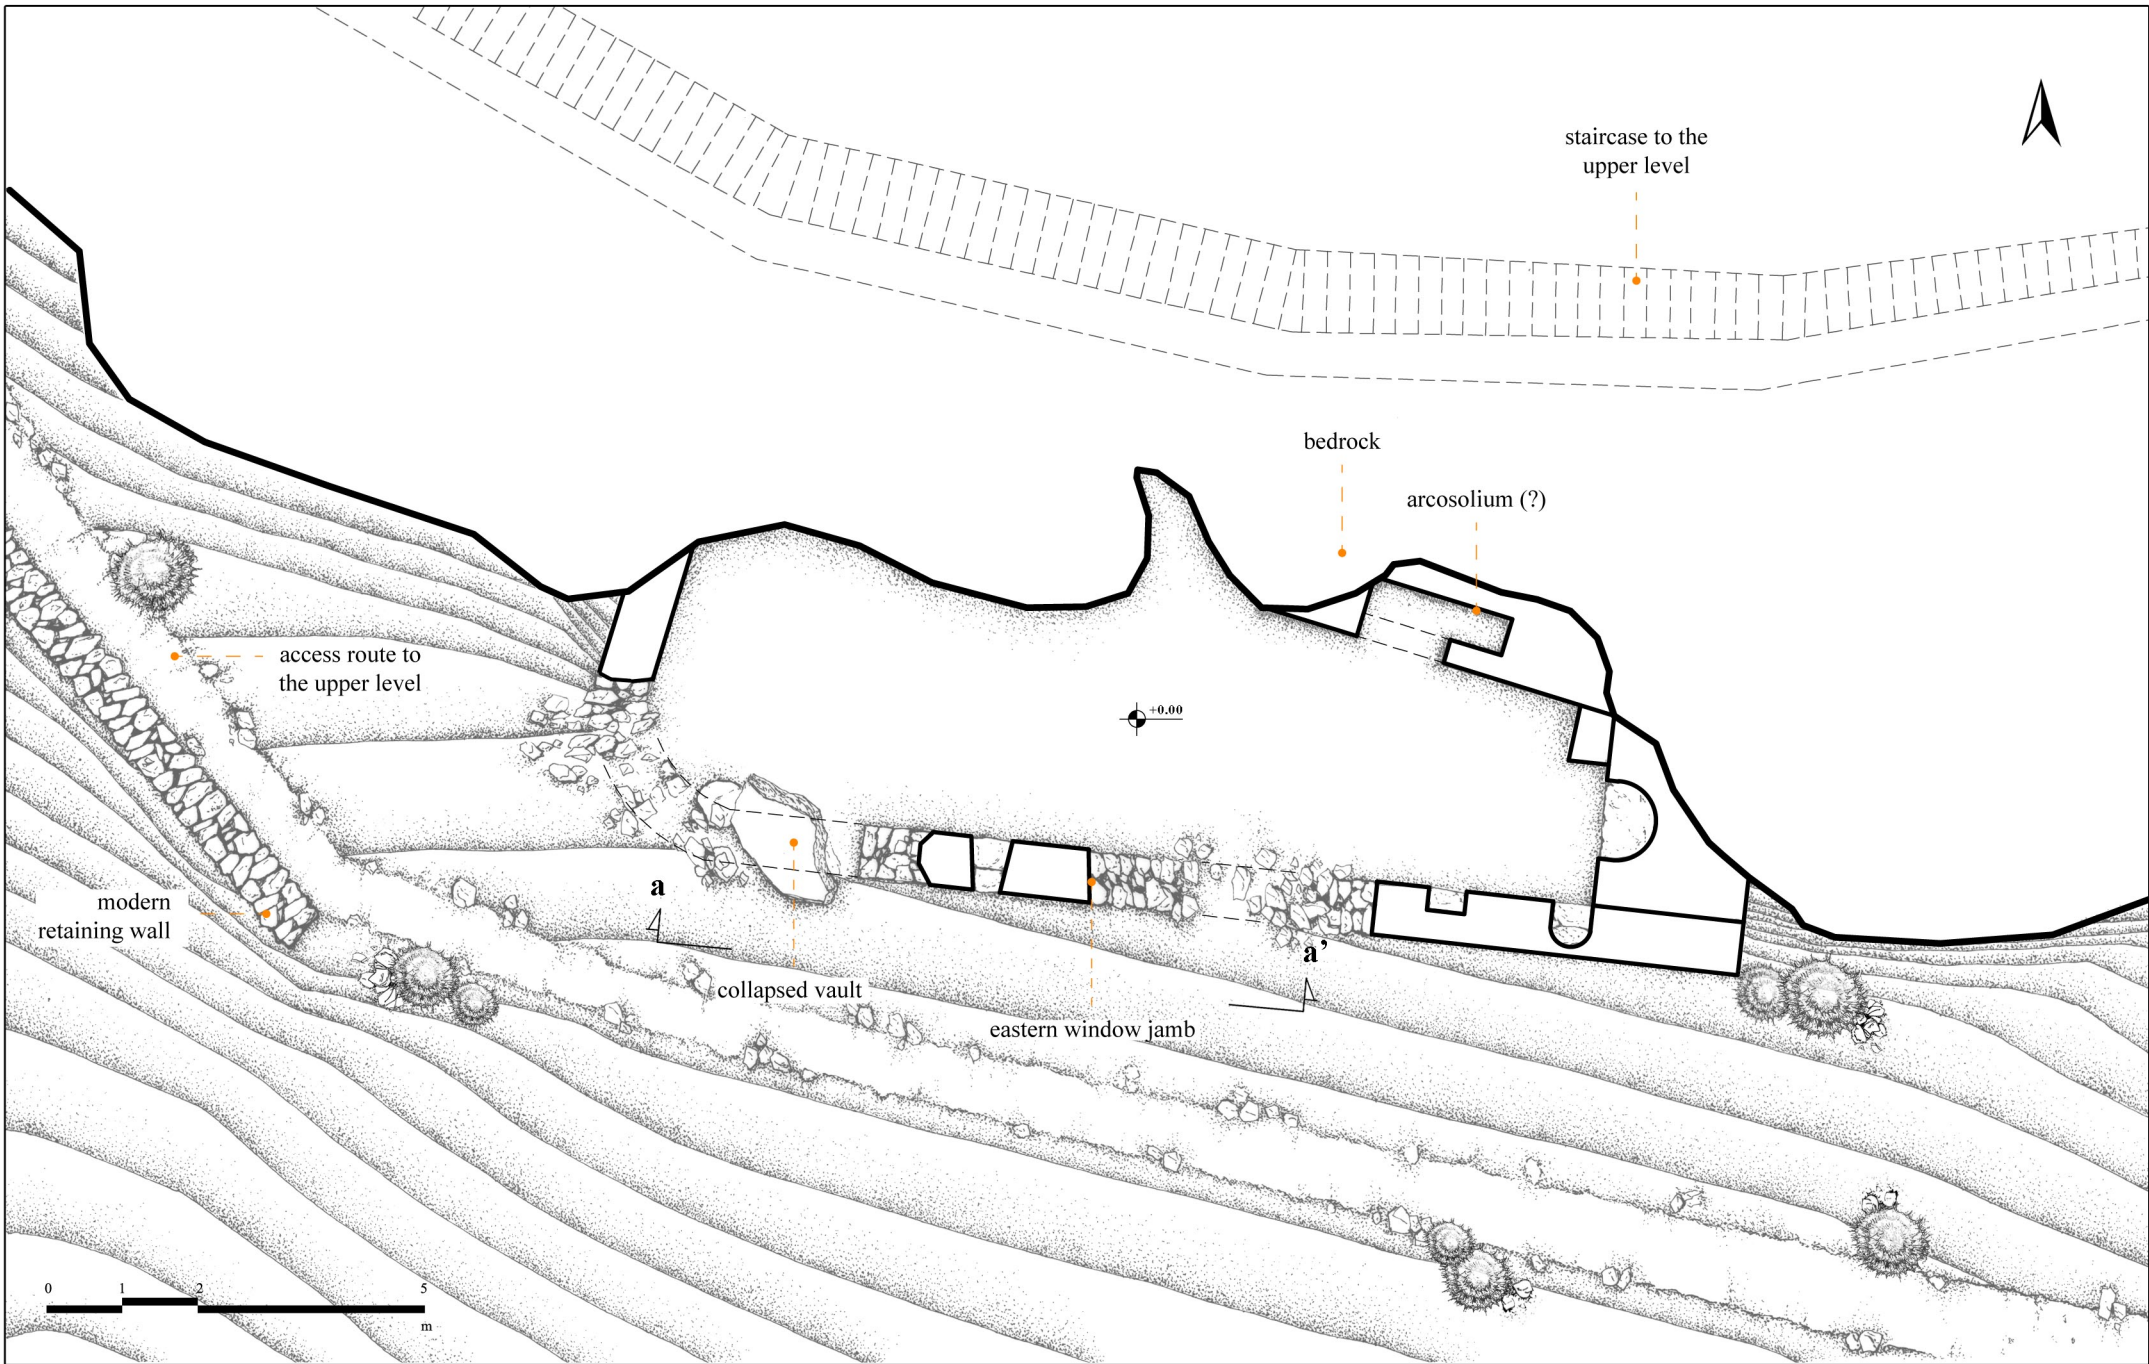 staircase to the
upper level
bedrock
arcosolium (?)
access route to
the upper level
+0.00
a
modern
retaining wall
a’
collapsed vault
eastern window jamb
0 1 2 5
m